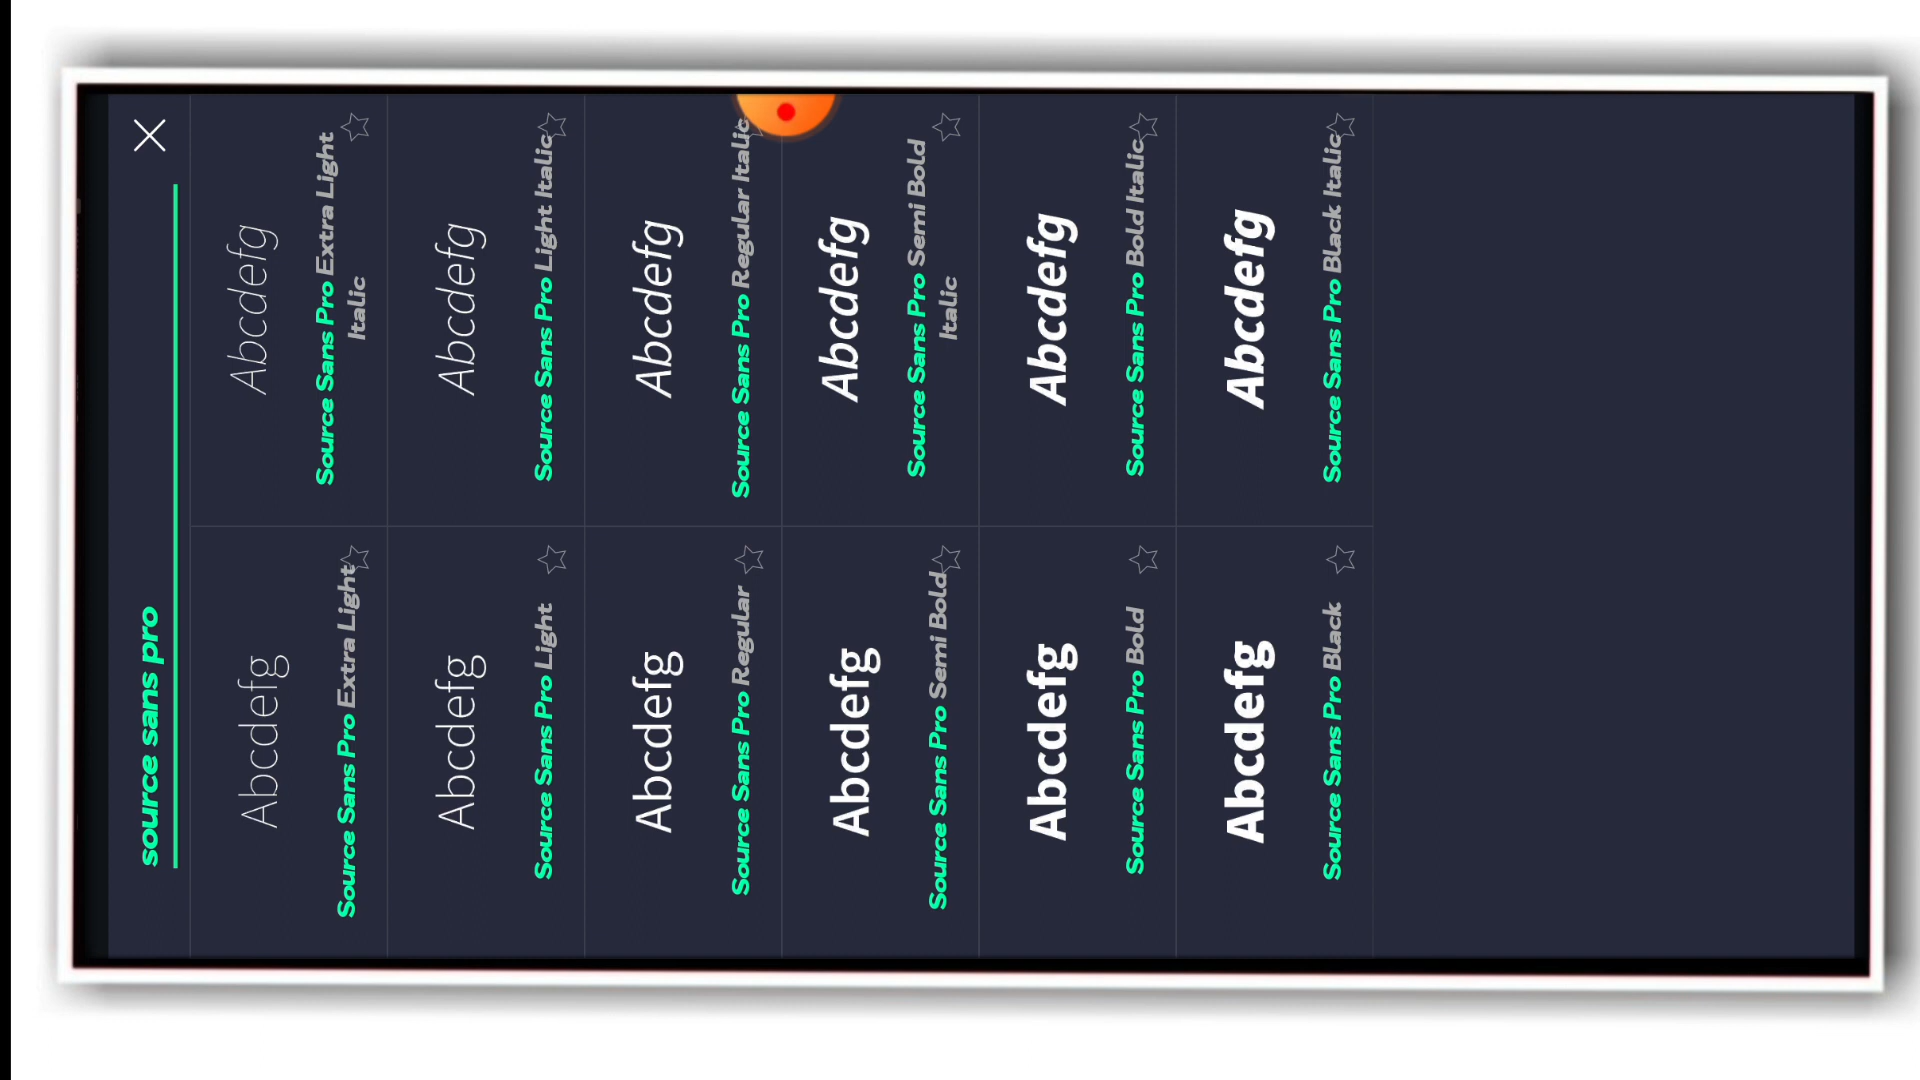 source sans pro
Abcdefg
Source Sans Pro Extra Light
Abcdefg
Source Sans Pro Extra Light
Italic
Abcdefg
Source Sans Pro Light
Abcdefg
Source Sans Pro Light Italic
Abcdefg
Source Sans Pro Regular
Abcdefg
Source Sans Pro Regular Italic
Abcdefg
Source Sans Pro Semi Bold
Abcdefg
Source Sans Pro Semi Bold
Italic
Abcdefg
Source Sans Pro Bold
Abcdefg
Source Sans Pro Bold Italic
Abcdefg
Source Sans Pro Black
Abcdefg
Source Sans Pro Black Italic